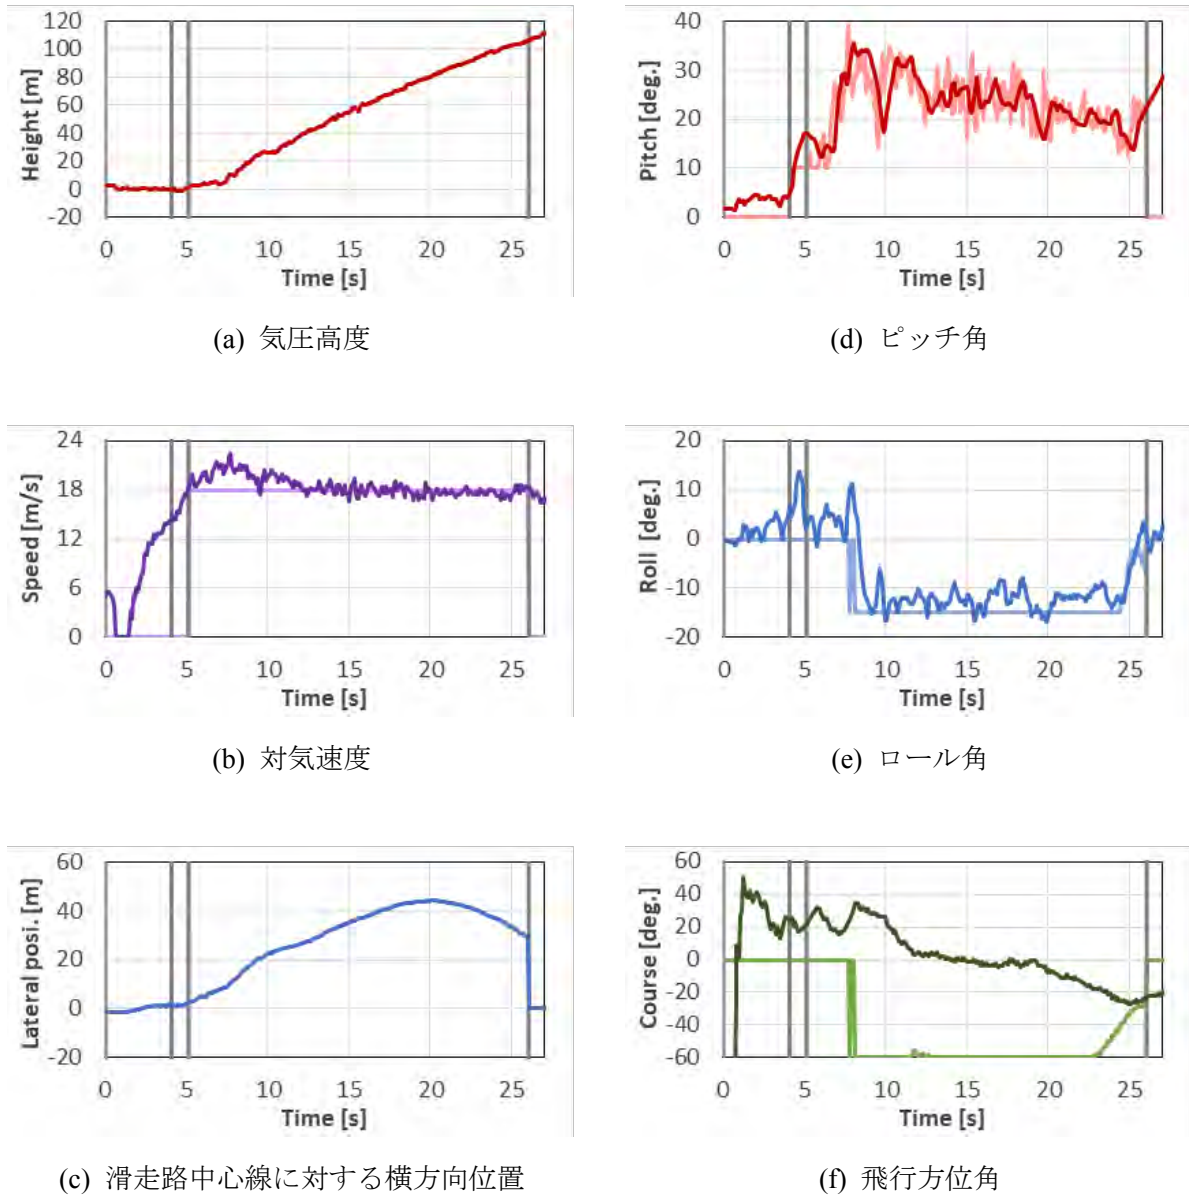 120
100
80
60
40
20
0
-20
Height [m]
0 5 10 15 20 25
Time [s]
(a) 気圧高度
40
30
20
10
0
Pitch [deg.]
0 5 10 15 20 25
Time [s]
(d) ピッチ角
24
18
12
6
0
Speed [m/s]
0 5 10 15 20 25
Time [s]
(b) 対気速度
20
10
0
-10
-20
Roll [deg.]
0 5 10 15 20 25
Time [s]
(e) ロール角
60
40
20
0
-20
Lateral posi. [m]
0 5 10 15 20 25
Time [s]
(c) 滑走路中心線に対する横方向位置
60
40
20
0
-20
-40
-60
Course [deg.]
0 5 10 15 20 25
Time [s]
(f) 飛行方位角